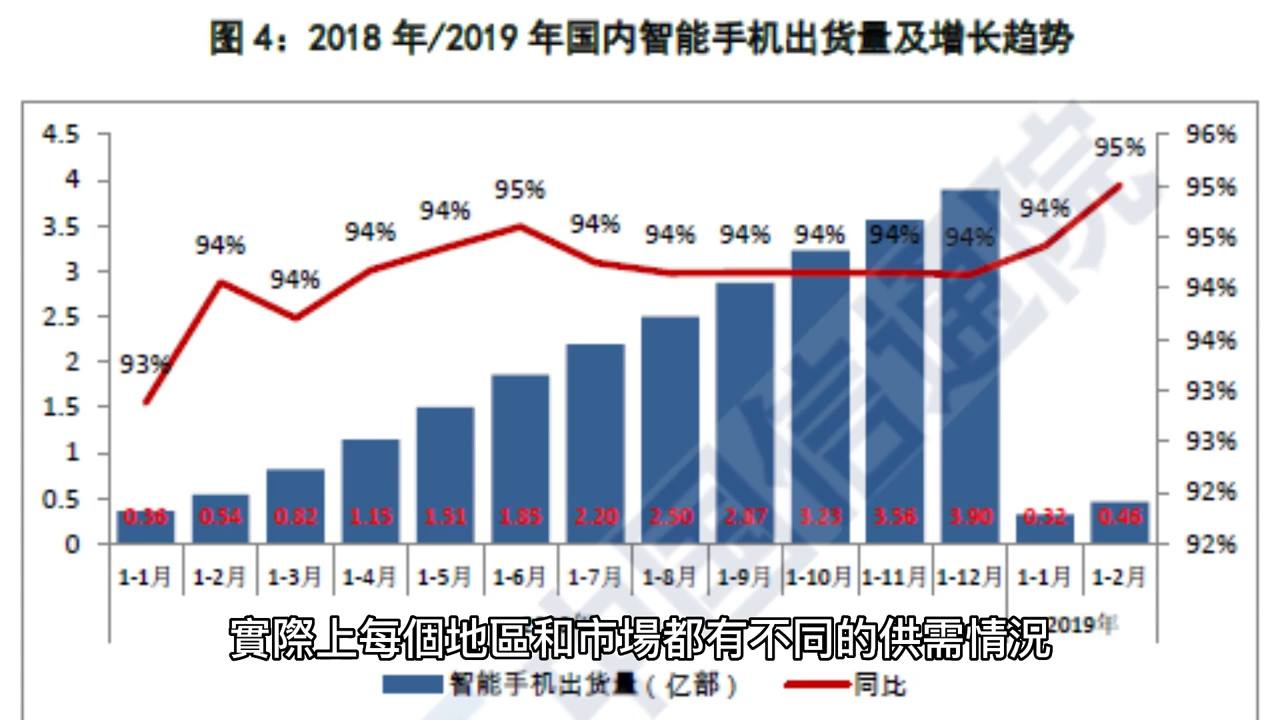 图 4：2018 年/2019 年国内智能手机出货量及增长趋势
4.5
4
3.5
3
2.5
2
1.5
1
0.5
0
96%
95%
95%
94%
94%
93%
93%
92%
92%
93%
94%
94%
94%
94%
95%
94%
94%
94%
94%
94%
94%
94%
95%
0.36
0.54
0.82
1.15
1.51
1.85
2.20
2.50
2.87
3.23
3.56
3.90
0.32
0.46
1-1月
1-2月
1-3月
1-4月
1-5月
1-6月
1-7月
1-8月
1-9月
1-10月
1-11月
1-12月
1-1月
1-2月
2019年
實際上每個地區和市場都有不同的供需情況
智能手机出货量（亿部）
同比
中国信通院